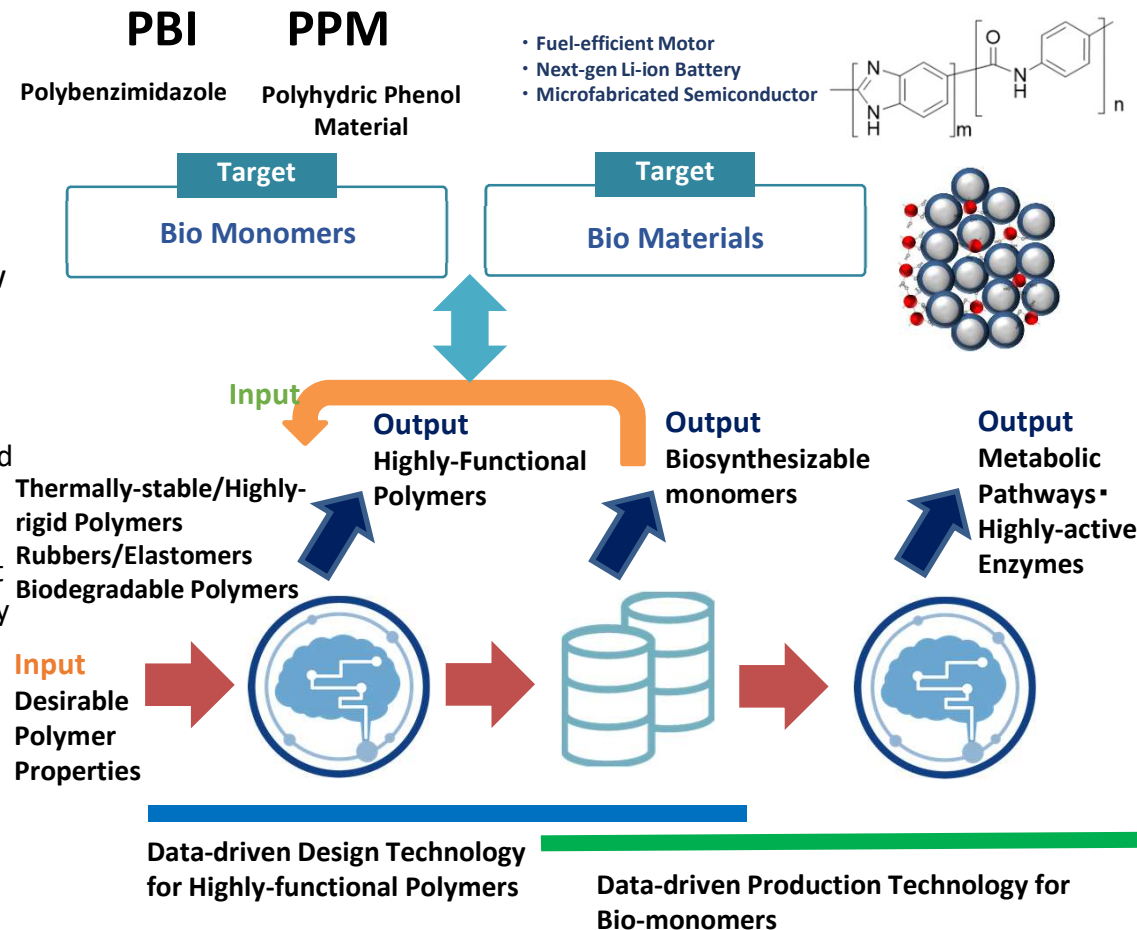 PBI
PPM
Polybenzimidazole
Polyhydric Phenol
Material
・Fuel-efficient Motor
・Next-gen Li-ion Battery
・Microfabricated Semiconductor
O
N
N
H
N
H
m
n
Target
Bio Monomers
Target
Bio Materials
y
Input
Output
Highly-Functional
Polymers
Output
Biosynthesizable
monomers
Output
Metabolic
Pathways・
Highly-active
Enzymes
d
Thermally-stable/Highly-
rigid Polymers
Rubbers/Elastomers
Biodegradable Polymers
t
y
Input
Desirable
Polymer
Properties
Data-driven Design Technology
for Highly-functional Polymers
Data-driven Production Technology for
Bio-monomers